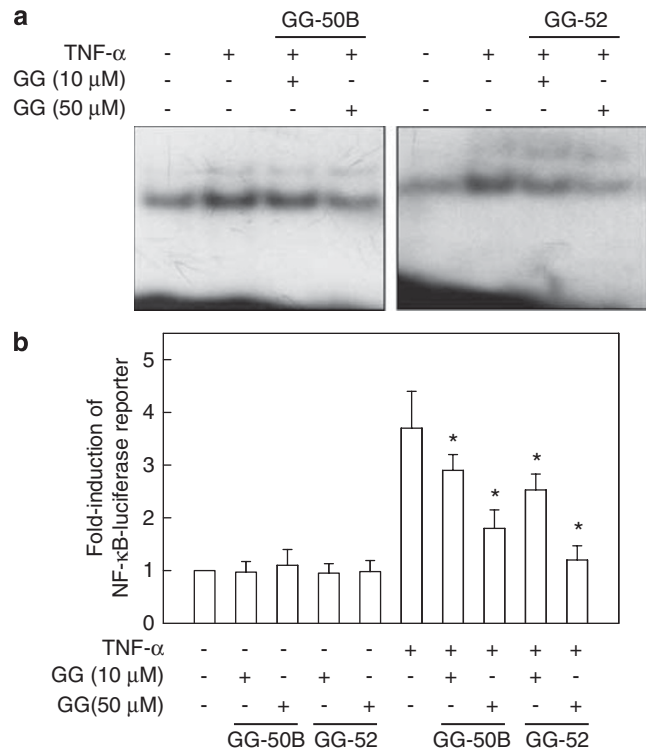 a
GG-50B GG-52
TNF-α - + + + - + + +
GG (10 μM) - - + - - - + -
GG (50 μM) - - - + - - - +
b
Fold-induction of
NF-κB-luciferase reporter
5
4
3
2
1
0
* * * *
TNF-α - - - - - + + + + +
GG (10 μM) - + - + - - + - + -
GG(50 μM) - - + - + - - + - +
GG-50B GG-52 GG-50B GG-52